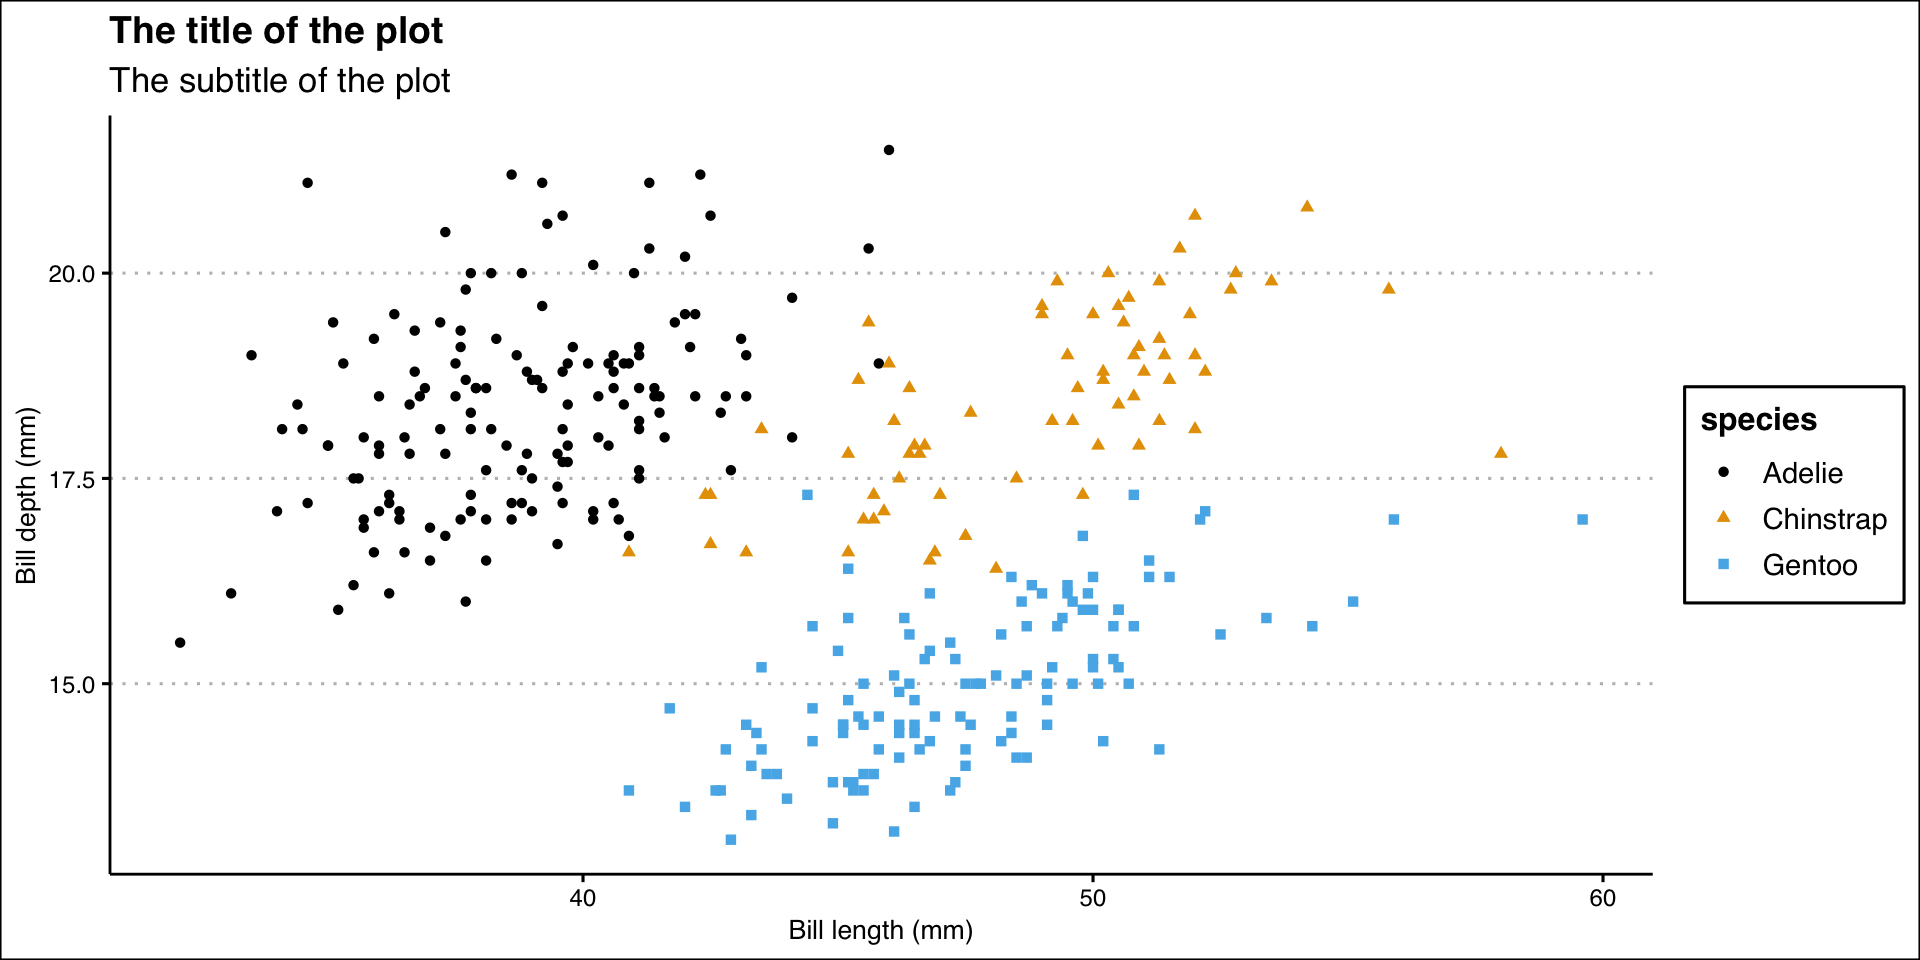 The title of the plot
The subtitle of the plot
Bill depth (mm)
20.0
17.5
15.0
40
50
60
Bill length (mm)
species
Adelie
Chinstrap
Gentoo